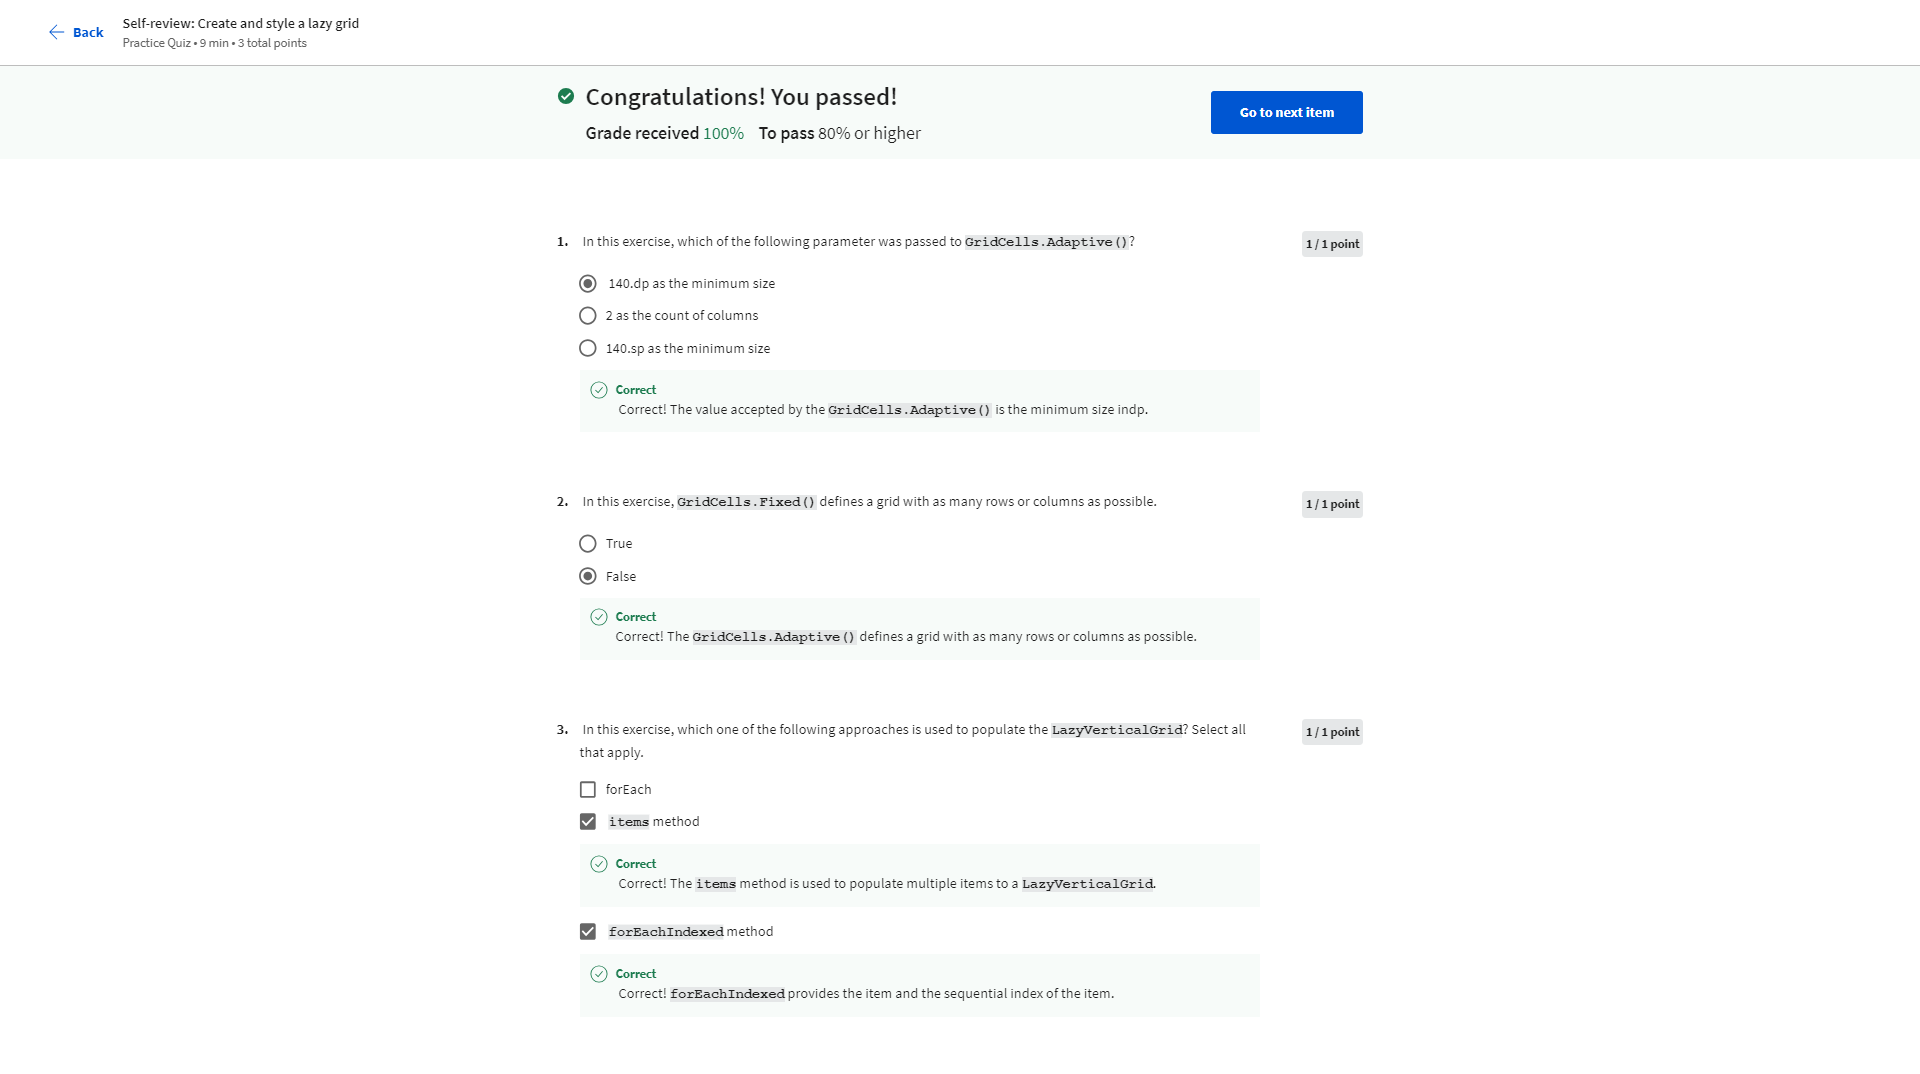 Back
Self-review: Create and style a lazy grid
Practice Quiz • 9 min • 3 total points
Congratulations! You passed!
Grade received 100% To pass 80% or higher
Go to next item
1. In this exercise, which of the following parameter was passed to GridCells.Adaptive()?
1 / 1 point
140.dp as the minimum size
2 as the count of columns
140.sp as the minimum size
Correct
Correct! The value accepted by the GridCells.Adaptive() is the minimum size indp.
2. In this exercise, GridCells.Fixed() defines a grid with as many rows or columns as possible.
1 / 1 point
True
False
Correct
Correct! The GridCells.Adaptive() defines a grid with as many rows or columns as possible.
3. In this exercise, which one of the following approaches is used to populate the LazyVerticalGrid? Select all
that apply.
1 / 1 point
forEach
items method
Correct
Correct! The items method is used to populate multiple items to a LazyVerticalGrid.
forEachIndexed method
Correct
Correct! forEachIndexed provides the item and the sequential index of the item.